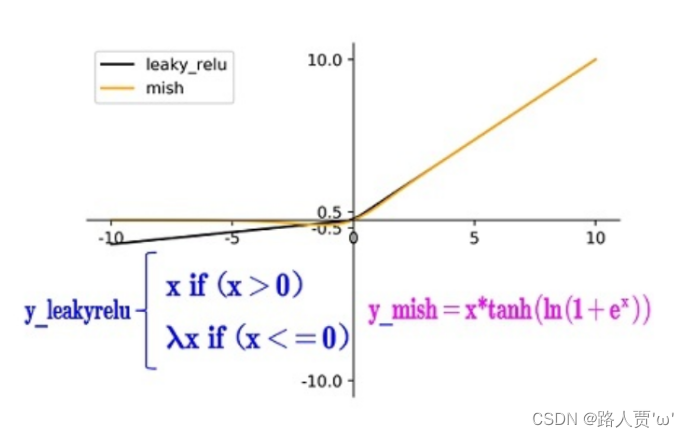 leaky_relu
mish
10.0
0.5
-0.5
-10 -5 0 5 10
y_leakyrelu
x if (x>0)
λx if (x<=0)
y_mish=x*tanh(ln(1+eˣ))
-10.0
CSDN @路人贾'ω'